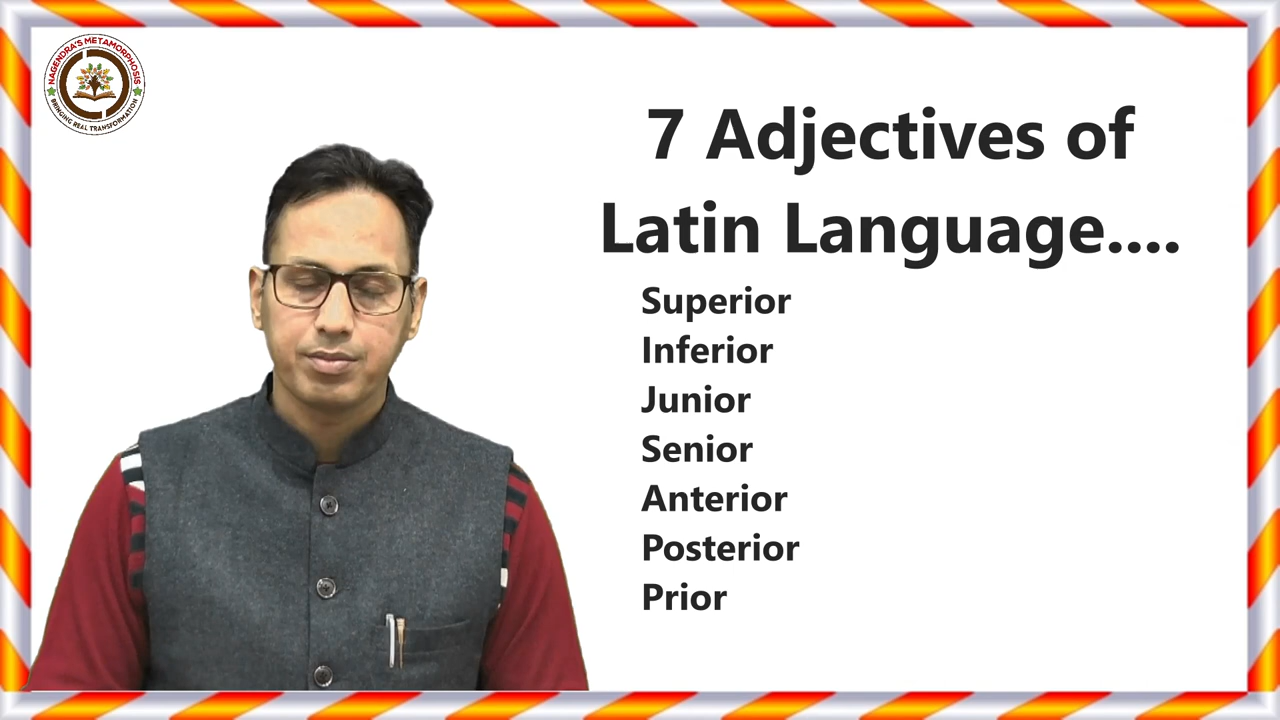 NAGENDRA'S METAMORPHOSIS
BRINGING REAL TRANSFORMATION
7 Adjectives of
Latin Language....
Superior
Inferior
Junior
Senior
Anterior
Posterior
Prior